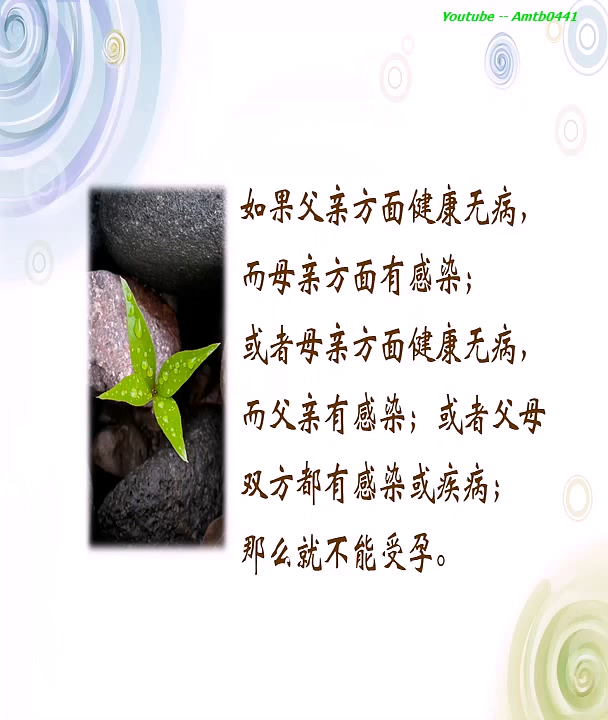 Youtube -- Amtb0441
如果父亲方面健康无病，
而母亲方面有感染；
或者母亲方面健康无病，
而父亲有感染；或者父母
双方都有感染或疾病；
那么就不能受孕。